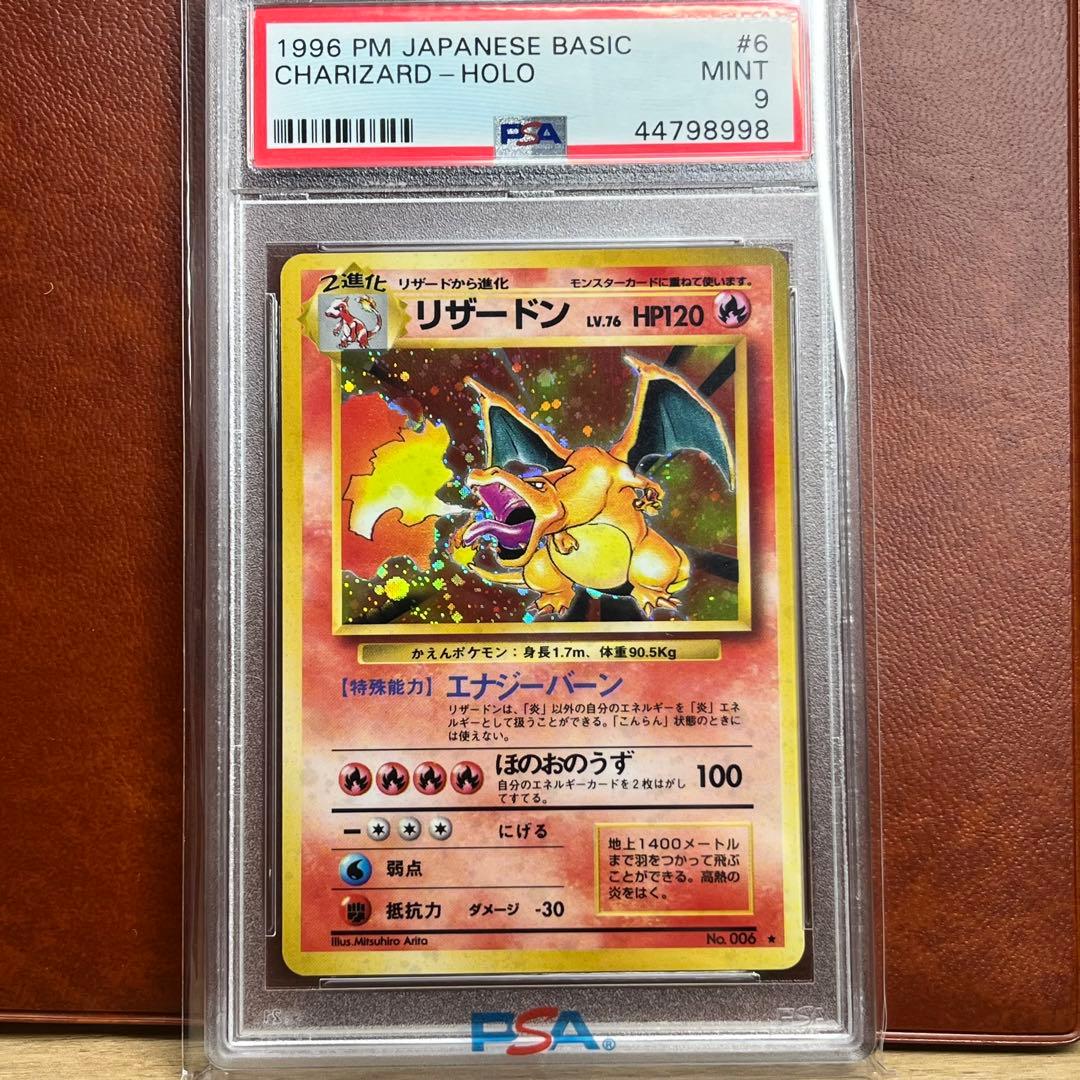 1996 PM JAPANESE BASIC #6
CHARIZARD-HOLO MINT
9
PSA 44798998
2進化 リザードから進化 モンスターカードに重ねて使います。
リザードン LV.76 HP120
かえんポケモン：身長1.7m、体重90.5Kg
【特殊能力】エナジーバーン
リザードンは、「炎」以外の自分のエネルギーを「炎」エネ
ルギーとして扱うことができる。「こんらん」状態のときに
は使えない。
ほのおのうず 100
自分のエネルギーカードを2枚はがし
てすてる。
にげる
弱点
抵抗力 ダメージ -30
地上1400メートル
まで羽をつかって飛ぶ
ことができる。高熱の
炎をはく。
Illus.Mitsuhiro Arita No. 006 ★
PSA®